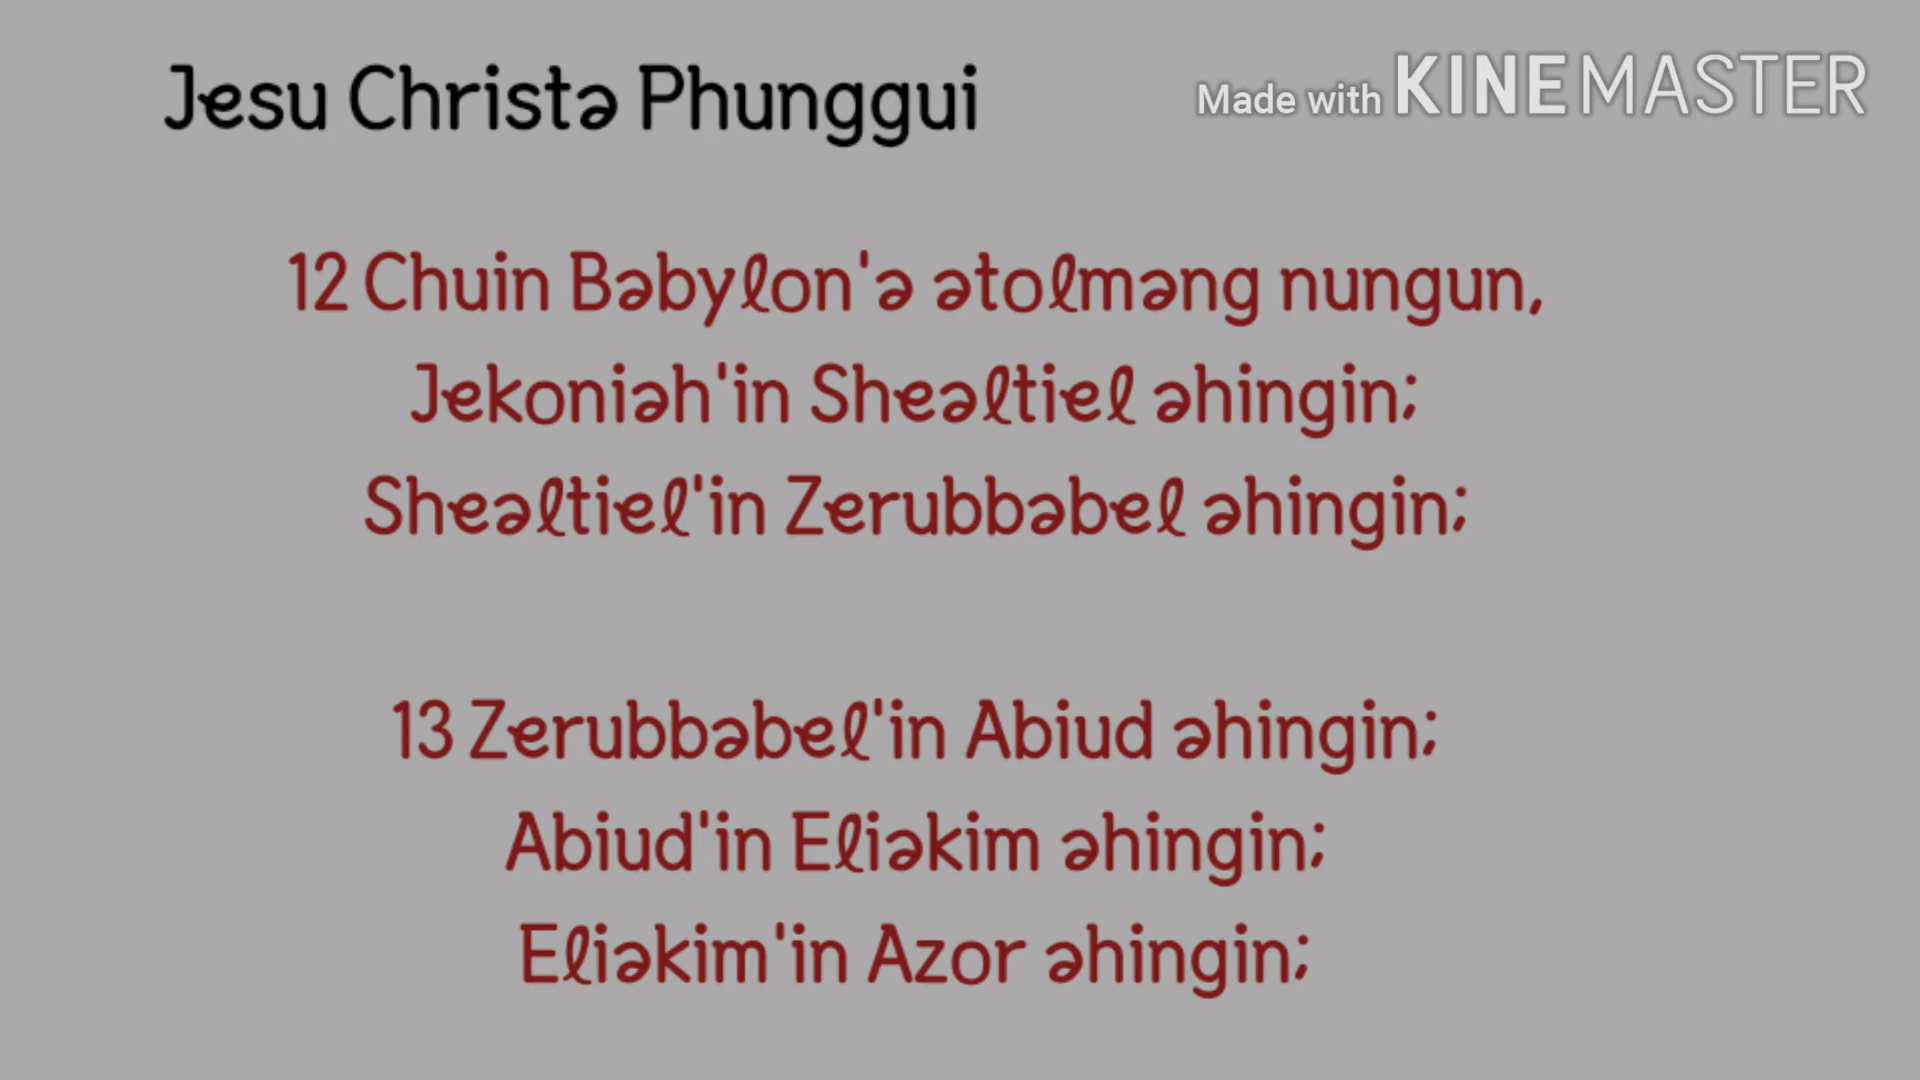 Jesu Christa Phunggui
Made with KINEMASTER
12 Chuin Babylon'a atolmang nungun,
Jekoniah'in Shealtiel ahingin;
Shealtiel'in Zerubbabel ahingin;
13 Zerubbabel'in Abiud ahingin;
Abiud'in Eliakim ahingin;
Eliakim'in Azor ahingin;